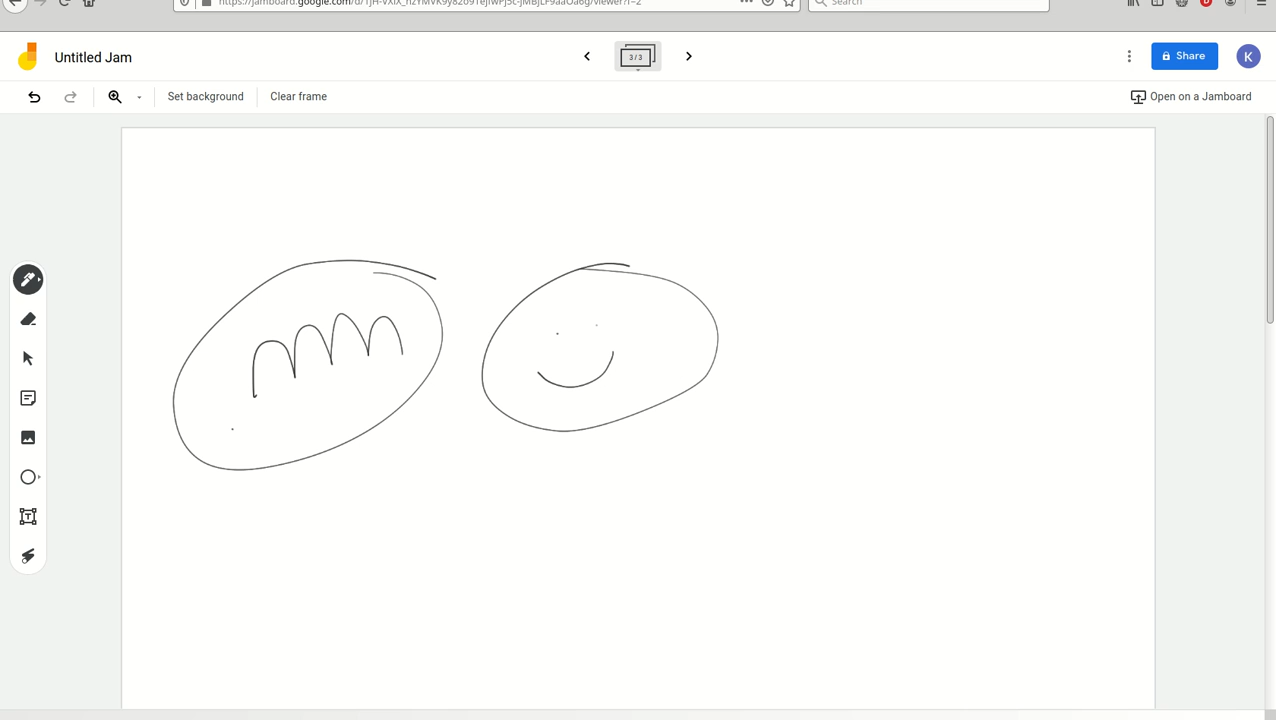 Search
Untitled Jam
3 / 3
Share
K
Set background
Clear frame
Open on a Jamboard